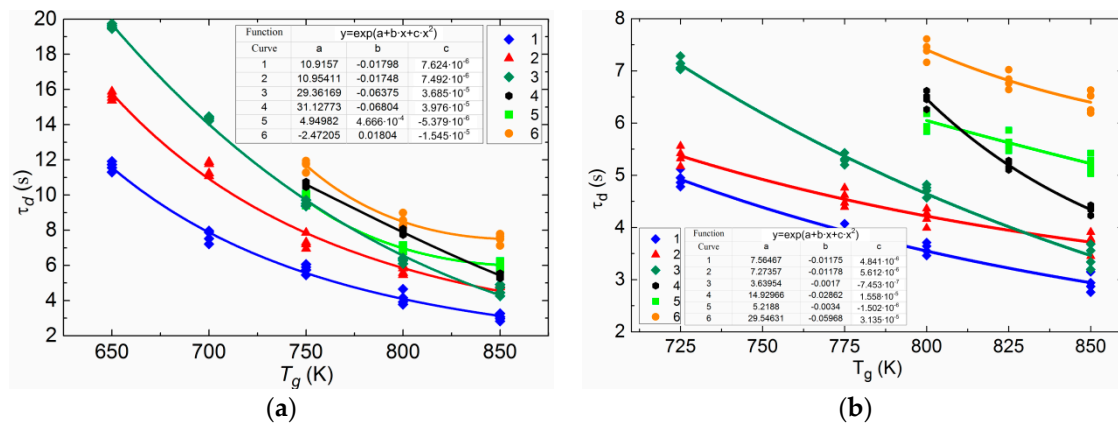 20
18
16
14
12
10
8
6
4
2
τd (s)
650 700 750 800 850
Tg (K)
Function y=exp(a+b·x+c·x²)
Curve a b c
1 10.9157 -0.01798 7.624·10⁻⁶
2 10.95411 -0.01748 7.492·10⁻⁶
3 29.36169 -0.06375 3.685·10⁻⁵
4 31.12773 -0.06804 3.976·10⁻⁵
5 4.94982 4.666·10⁻⁴ -5.379·10⁻⁶
6 -2.47205 0.01804 -1.545·10⁻⁵
1
2
3
4
5
6
(a)
8
7
6
5
4
3
2
τd (s)
725 750 775 800 825 850
Tg (K)
1
2
3
4
5
6
Function y=exp(a+b·x+c·x²)
Curve a b c
1 7.56467 -0.01175 4.841·10⁻⁶
2 7.27357 -0.01178 5.612·10⁻⁶
3 3.63954 -0.0017 -7.453·10⁻⁷
4 14.92966 -0.02862 1.558·10⁻⁵
5 5.2188 -0.0034 -1.502·10⁻⁶
6 29.54631 -0.05968 3.135·10⁻⁵
(b)